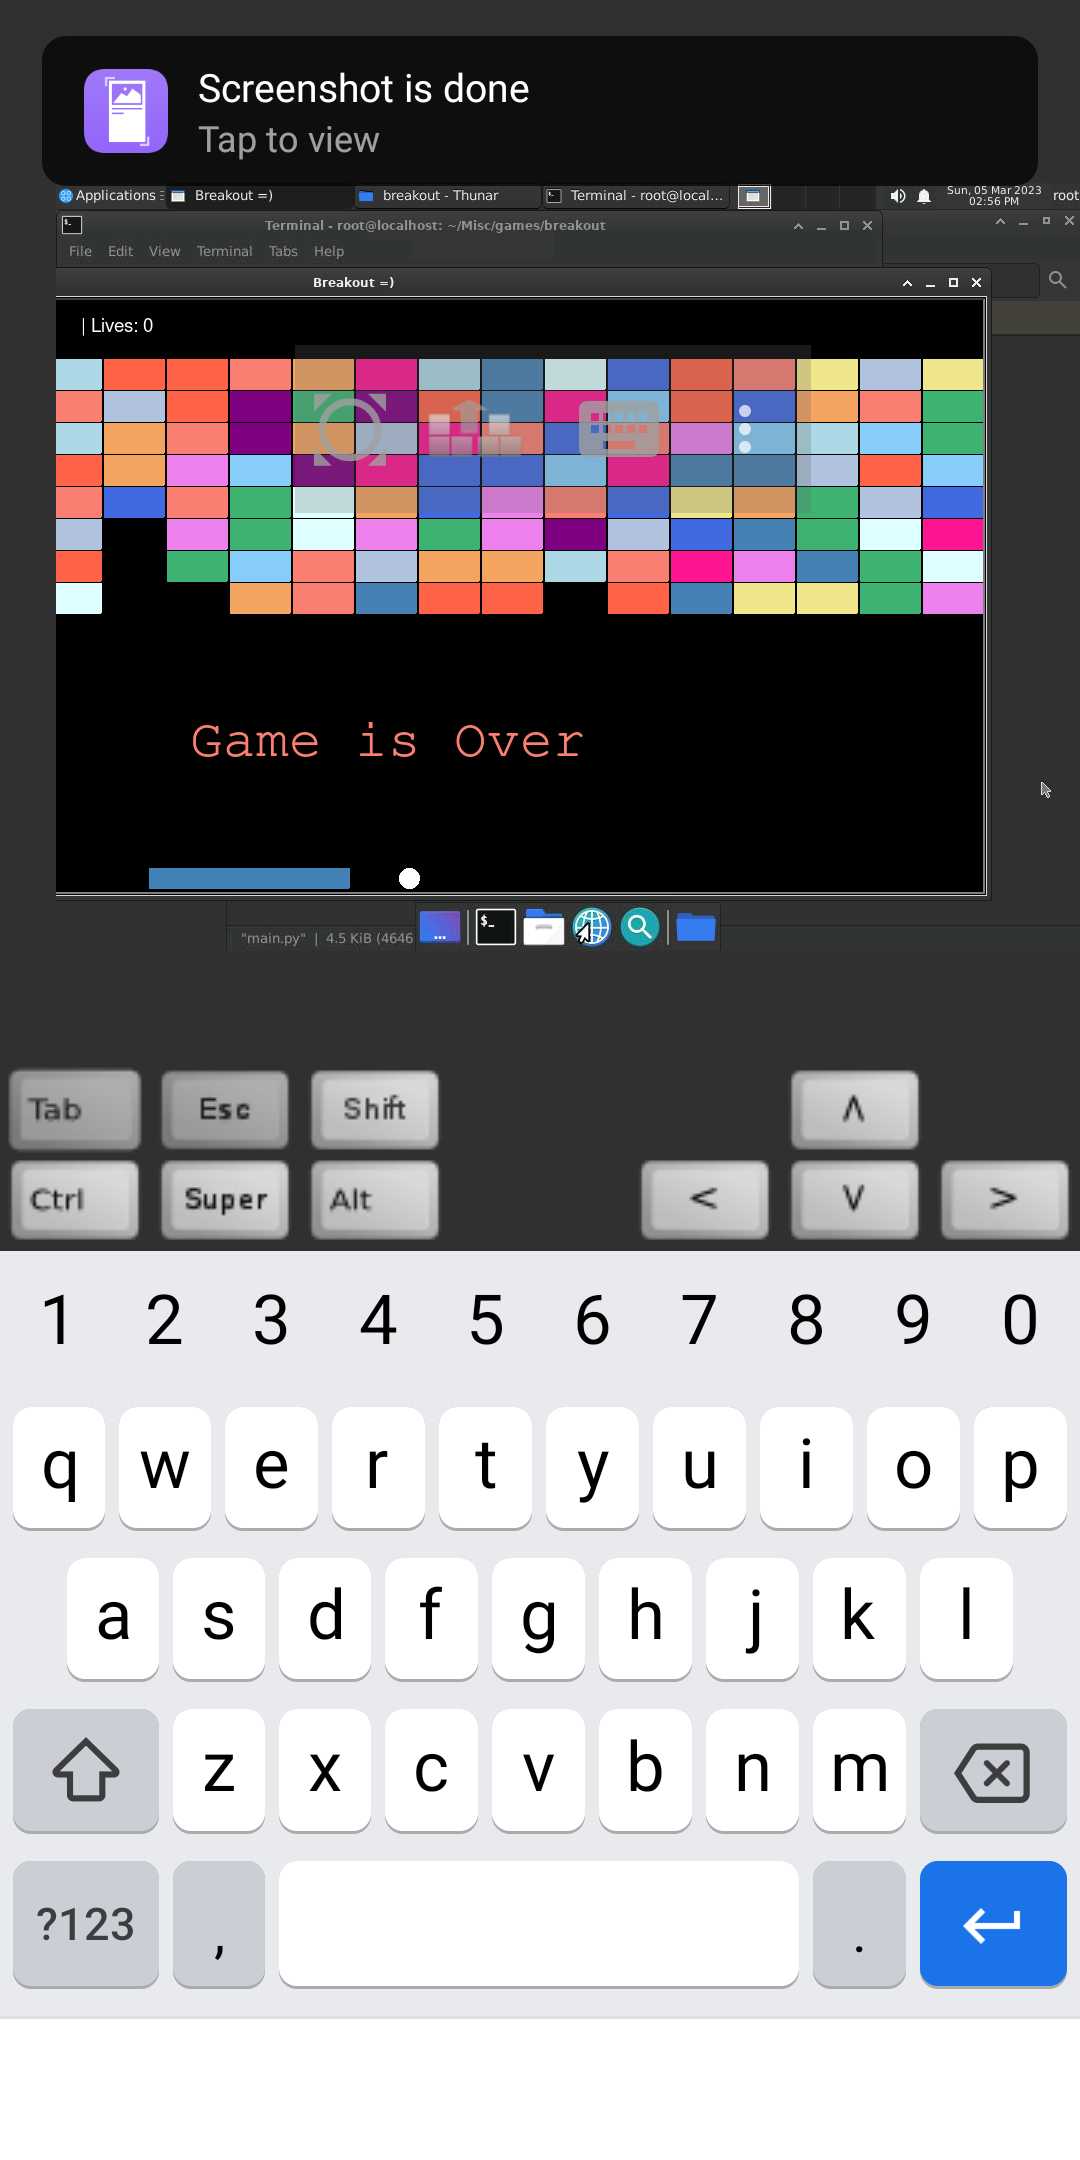 Screenshot is done
Tap to view
Applications Breakout =) breakout - Thunar Terminal - root@local... Sun, 05 Mar 2023 root
02:56 PM
Terminal - root@localhost: ~/Misc/games/breakout
File Edit View Terminal Tabs Help
Breakout =)
| Lives: 0
Game is Over
"main.py" | 4.5 KiB (4646
Tab Esc Shift Λ
Ctrl Super Alt < V >
1 2 3 4 5 6 7 8 9 0
q w e r t y u i o p
a s d f g h j k l
z x c v b n m
?123 , .